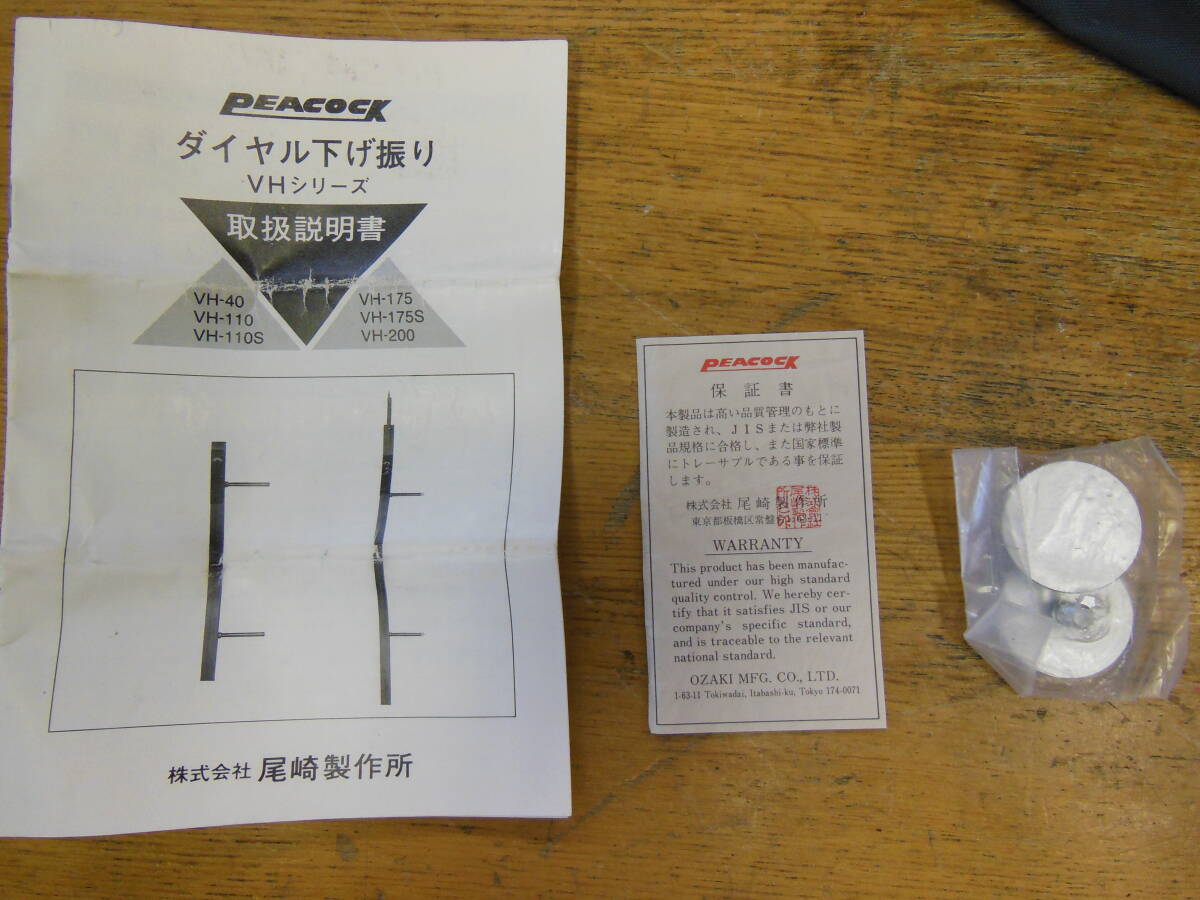 PEACOCK
ダイヤル下げ振り
VHシリーズ
取扱説明書
VH-40
VH-110
VH-110S
VH-175
VH-175S
VH-200
株式会社 尾崎製作所
PEACOCK
保証書
本製品は高い品質管理のもとに
製造され、JISまたは弊社製
品規格に合格し、また国家標準
にトレーサブルである事を保証
します。
株式会社 尾崎製作所
東京都板橋区常盤
WARRANTY
This product has been manufac-
tured under our high standard
quality control. We hereby cer-
tify that it satisfies JIS or our
company's specific standard,
and is traceable to the relevant
national standard.
OZAKI MFG. CO., LTD.
1-63-11 Tokiwadai, Itabashi-ku, Tokyo 174-0071